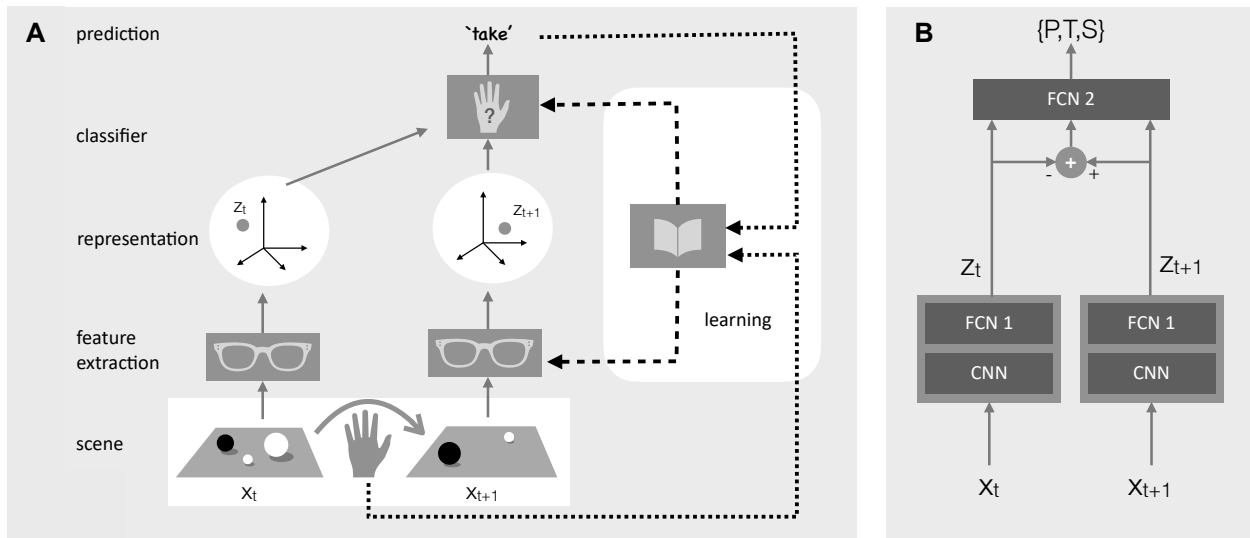 A
prediction
`take'
classifier
?
Zt
Zt+1
representation
learning
feature
extraction
scene
Xt
Xt+1
B
{P,T,S}
FCN 2
+
- +
Zt
Zt+1
FCN 1
FCN 1
CNN
CNN
Xt
Xt+1